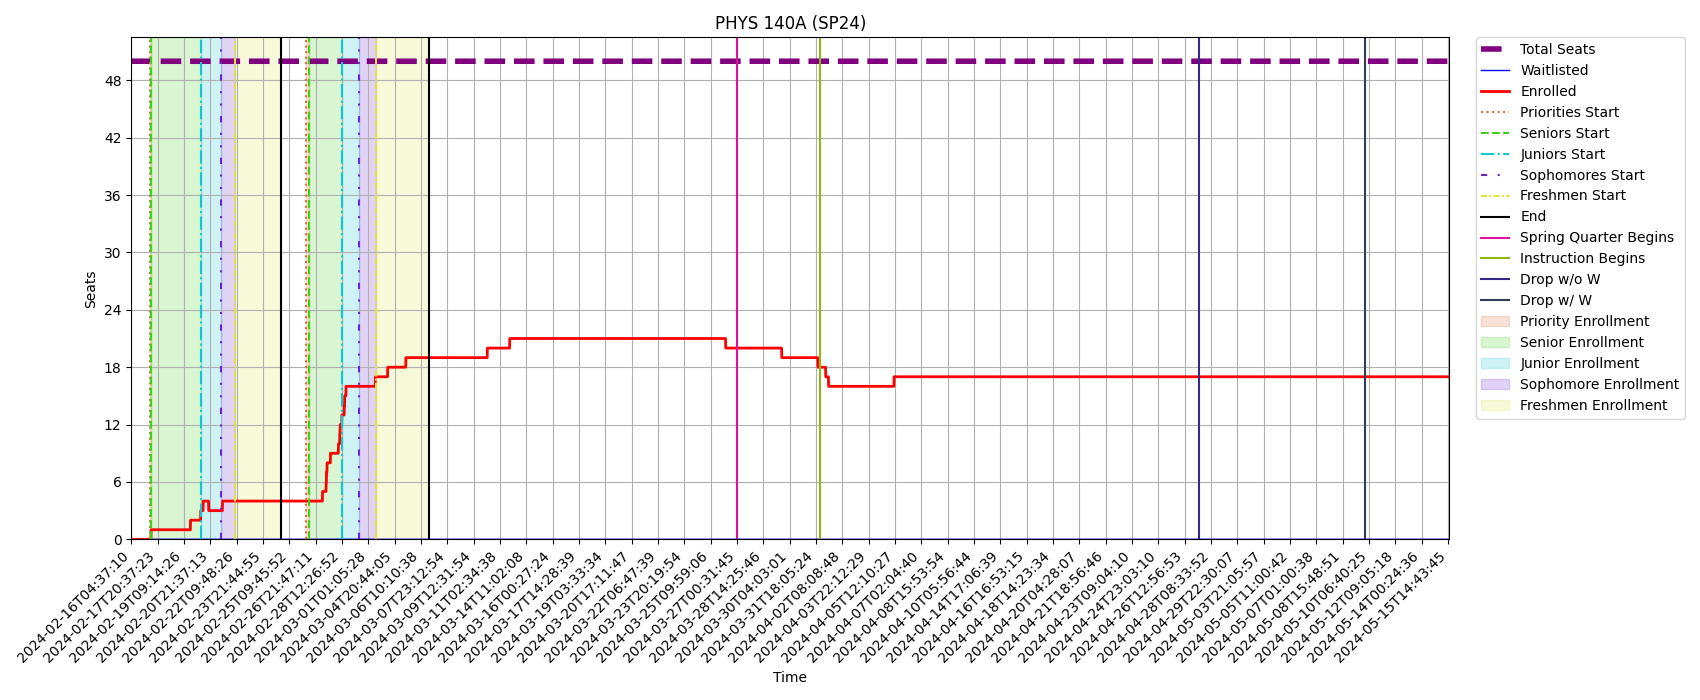 PHYS 140A (SP24)
Seats
48
42
36
30
24
18
12
6
0
2024-02-16T04:37:10
2024-02-17T20:37:23
2024-02-19T09:14:26
2024-02-20T21:37:13
2024-02-22T09:48:26
2024-02-23T21:44:55
2024-02-25T09:45:52
2024-02-26T21:47:11
2024-02-28T12:26:52
2024-03-01T01:05:28
2024-03-04T20:44:05
2024-03-06T10:10:38
2024-03-07T23:12:54
2024-03-09T12:31:54
2024-03-11T02:34:38
2024-03-14T11:02:08
2024-03-16T00:27:24
2024-03-17T14:28:39
2024-03-19T03:33:34
2024-03-20T17:11:47
2024-03-22T06:47:39
2024-03-23T20:19:54
2024-03-25T09:59:06
2024-03-27T00:31:45
2024-03-28T14:25:46
2024-03-30T04:03:01
2024-03-31T18:05:24
2024-04-02T08:08:48
2024-04-03T22:12:29
2024-04-05T12:10:27
2024-04-07T02:04:40
2024-04-08T15:53:54
2024-04-10T05:56:44
2024-04-14T17:06:39
2024-04-16T16:53:15
2024-04-18T14:23:34
2024-04-20T04:28:07
2024-04-21T18:56:46
2024-04-23T09:04:10
2024-04-24T23:03:10
2024-04-26T12:56:53
2024-04-28T08:33:52
2024-04-29T22:30:07
2024-05-03T21:05:57
2024-05-05T11:00:42
2024-05-07T01:00:38
2024-05-08T15:48:51
2024-05-10T06:40:25
2024-05-12T09:05:18
2024-05-14T00:24:36
2024-05-15T14:43:45
Time
Total Seats
Waitlisted
Enrolled
Priorities Start
Seniors Start
Juniors Start
Sophomores Start
Freshmen Start
End
Spring Quarter Begins
Instruction Begins
Drop w/o W
Drop w/ W
Priority Enrollment
Senior Enrollment
Junior Enrollment
Sophomore Enrollment
Freshmen Enrollment